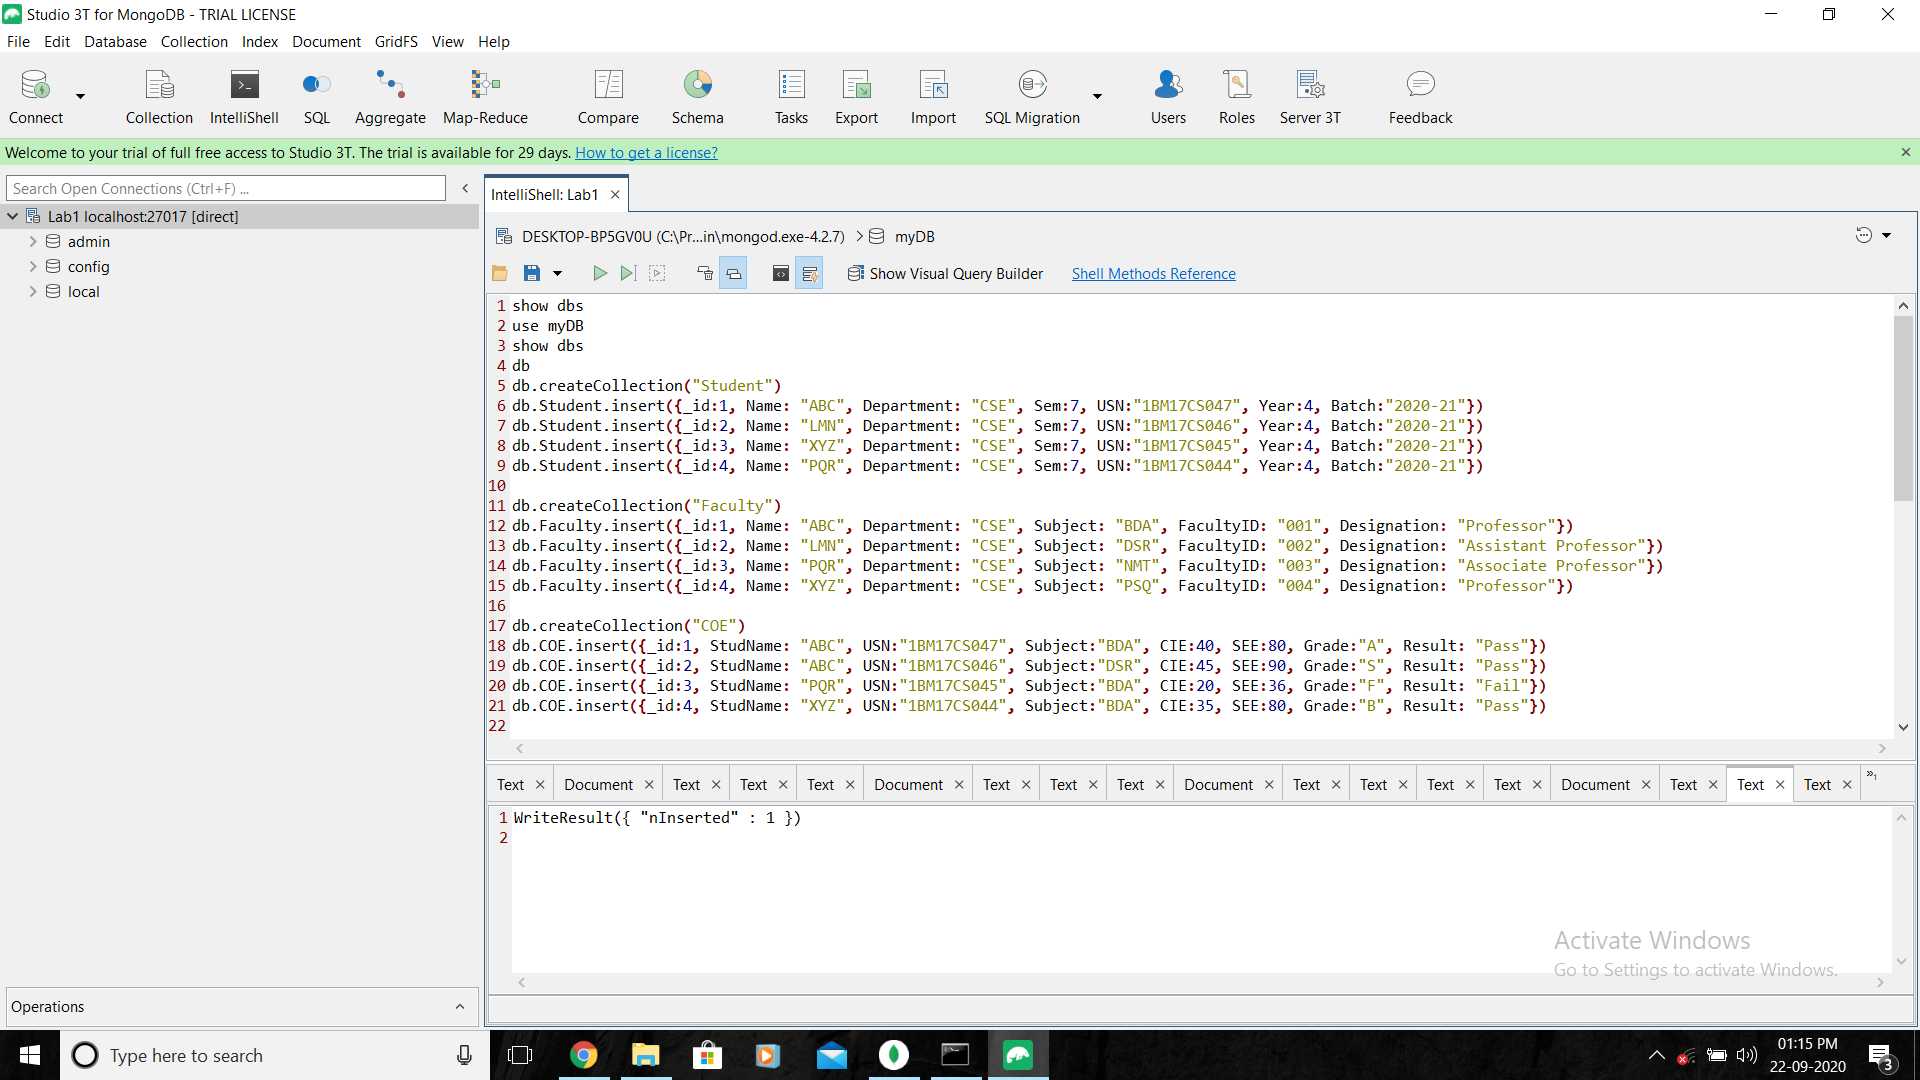 Studio 3T for MongoDB - TRIAL LICENSE
File Edit Database Collection Index Document GridFS View Help
Connect Collection IntelliShell SQL Aggregate Map-Reduce Compare Schema Tasks Export Import SQL Migration Users Roles Server 3T Feedback
Welcome to your trial of full free access to Studio 3T. The trial is available for 29 days. How to get a license?
Search Open Connections (Ctrl+F) ...
Lab1 localhost:27017 [direct]
admin
config
local
IntelliShell: Lab1
DESKTOP-BP5GV0U (C:\Pr...in\mongod.exe-4.2.7) > myDB
Show Visual Query Builder Shell Methods Reference
1 show dbs
2 use myDB
3 show dbs
4 db
5 db.createCollection("Student")
6 db.Student.insert({_id:1, Name: "ABC", Department: "CSE", Sem:7, USN:"1BM17CS047", Year:4, Batch:"2020-21"})
7 db.Student.insert({_id:2, Name: "LMN", Department: "CSE", Sem:7, USN:"1BM17CS046", Year:4, Batch:"2020-21"})
8 db.Student.insert({_id:3, Name: "XYZ", Department: "CSE", Sem:7, USN:"1BM17CS045", Year:4, Batch:"2020-21"})
9 db.Student.insert({_id:4, Name: "PQR", Department: "CSE", Sem:7, USN:"1BM17CS044", Year:4, Batch:"2020-21"})
10
11 db.createCollection("Faculty")
12 db.Faculty.insert({_id:1, Name: "ABC", Department: "CSE", Subject: "BDA", FacultyID: "001", Designation: "Professor"})
13 db.Faculty.insert({_id:2, Name: "LMN", Department: "CSE", Subject: "DSR", FacultyID: "002", Designation: "Assistant Professor"})
14 db.Faculty.insert({_id:3, Name: "PQR", Department: "CSE", Subject: "NMT", FacultyID: "003", Designation: "Associate Professor"})
15 db.Faculty.insert({_id:4, Name: "XYZ", Department: "CSE", Subject: "PSQ", FacultyID: "004", Designation: "Professor"})
16
17 db.createCollection("COE")
18 db.COE.insert({_id:1, StudName: "ABC", USN:"1BM17CS047", Subject:"BDA", CIE:40, SEE:80, Grade:"A", Result: "Pass"})
19 db.COE.insert({_id:2, StudName: "ABC", USN:"1BM17CS046", Subject:"DSR", CIE:45, SEE:90, Grade:"S", Result: "Pass"})
20 db.COE.insert({_id:3, StudName: "PQR", USN:"1BM17CS045", Subject:"BDA", CIE:20, SEE:36, Grade:"F", Result: "Fail"})
21 db.COE.insert({_id:4, StudName: "XYZ", USN:"1BM17CS044", Subject:"BDA", CIE:35, SEE:80, Grade:"B", Result: "Pass"})
22
Text Document Text Text Text Document Text Text Text Document Text Text Text Text Document Text Text Text »1
1 WriteResult({ "nInserted" : 1 })
2
Activate Windows
Go to Settings to activate Windows.
Operations
Type here to search
01:15 PM
22-09-2020
3